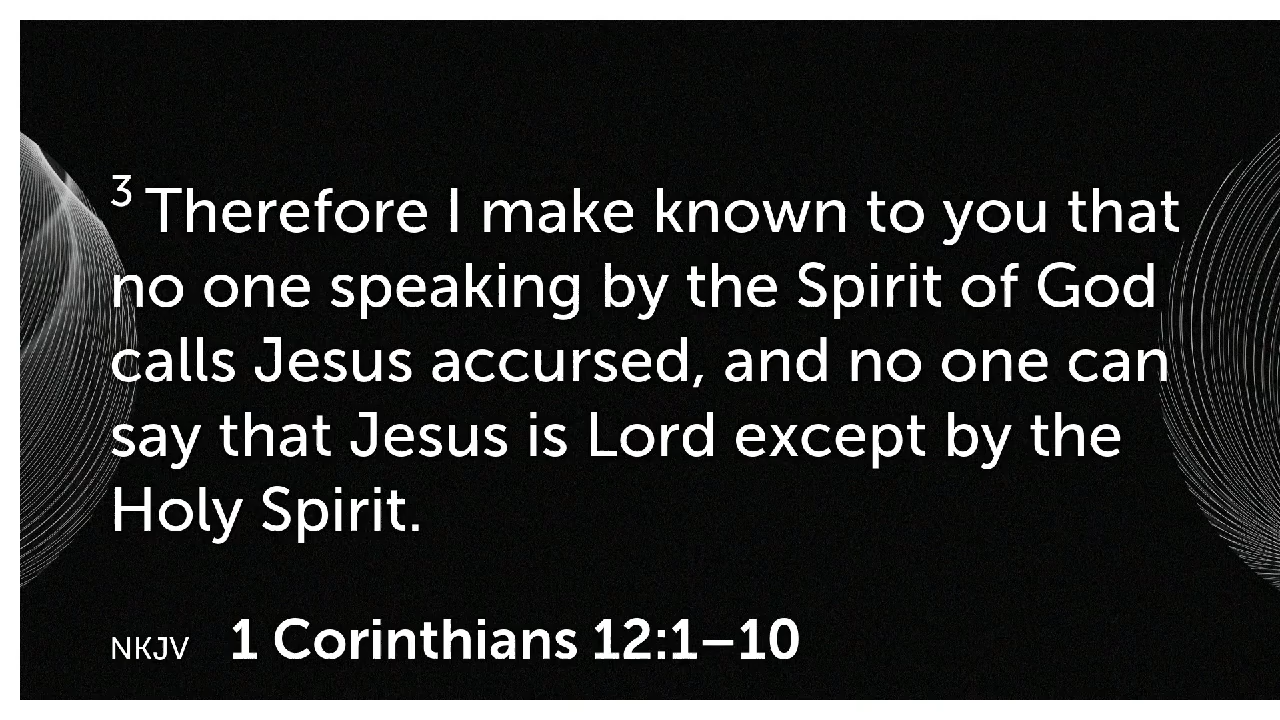 3 Therefore I make known to you that
no one speaking by the Spirit of God
calls Jesus accursed, and no one can
say that Jesus is Lord except by the
Holy Spirit.
NKJV 1 Corinthians 12:1–10